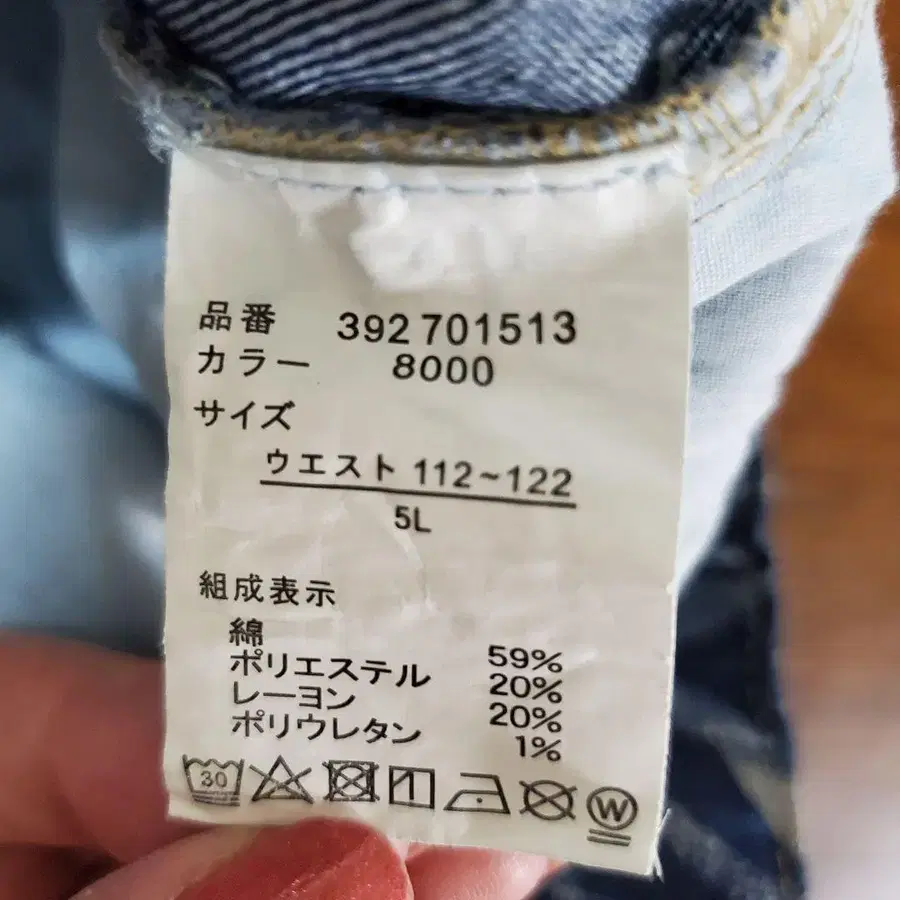 品番 392 701513
カラー 8000
サイズ
ウエスト 112~122
5L
組成表示
綿 59%
ポリエステル 20%
レーヨン 20%
ポリウレタン 1%
30 W